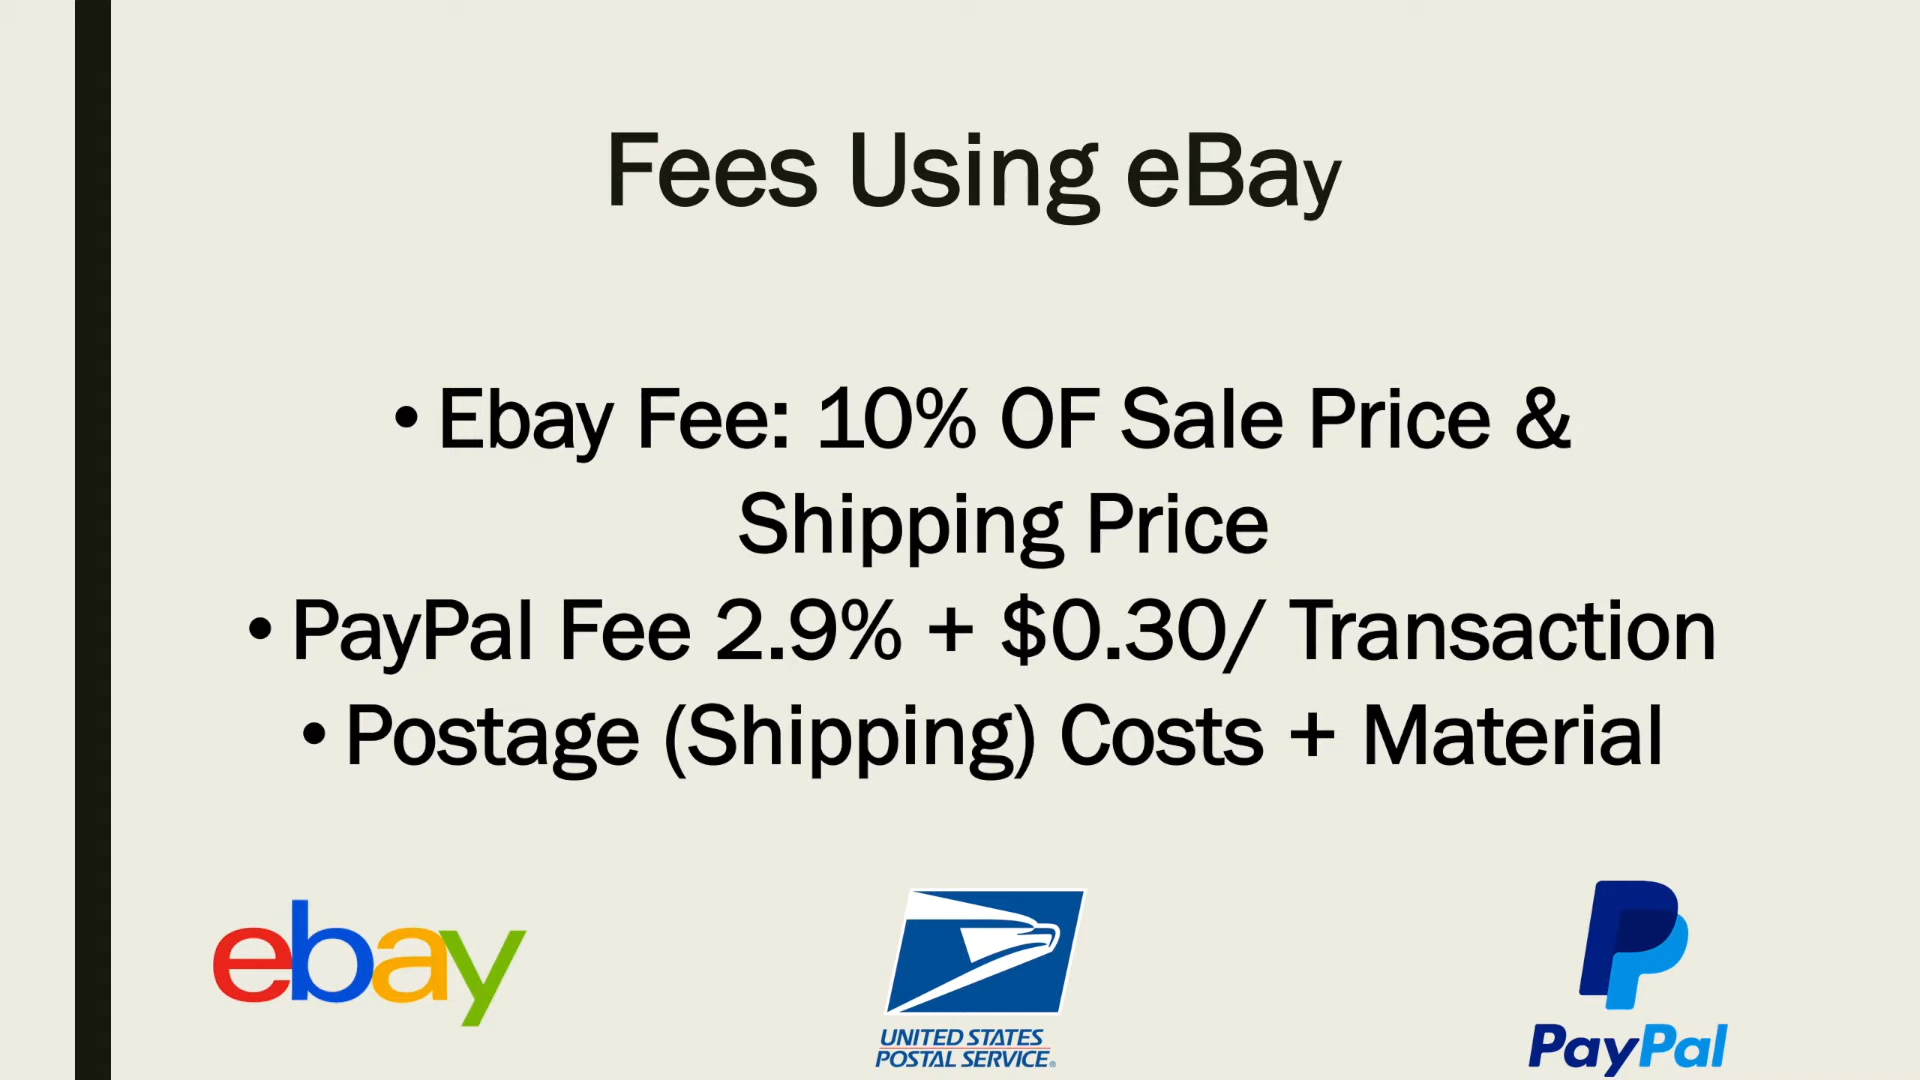 Fees Using eBay
• Ebay Fee: 10% OF Sale Price &
Shipping Price
• PayPal Fee 2.9% + $0.30/ Transaction
• Postage (Shipping) Costs + Material
ebay
UNITED STATES
POSTAL SERVICE®
PayPal